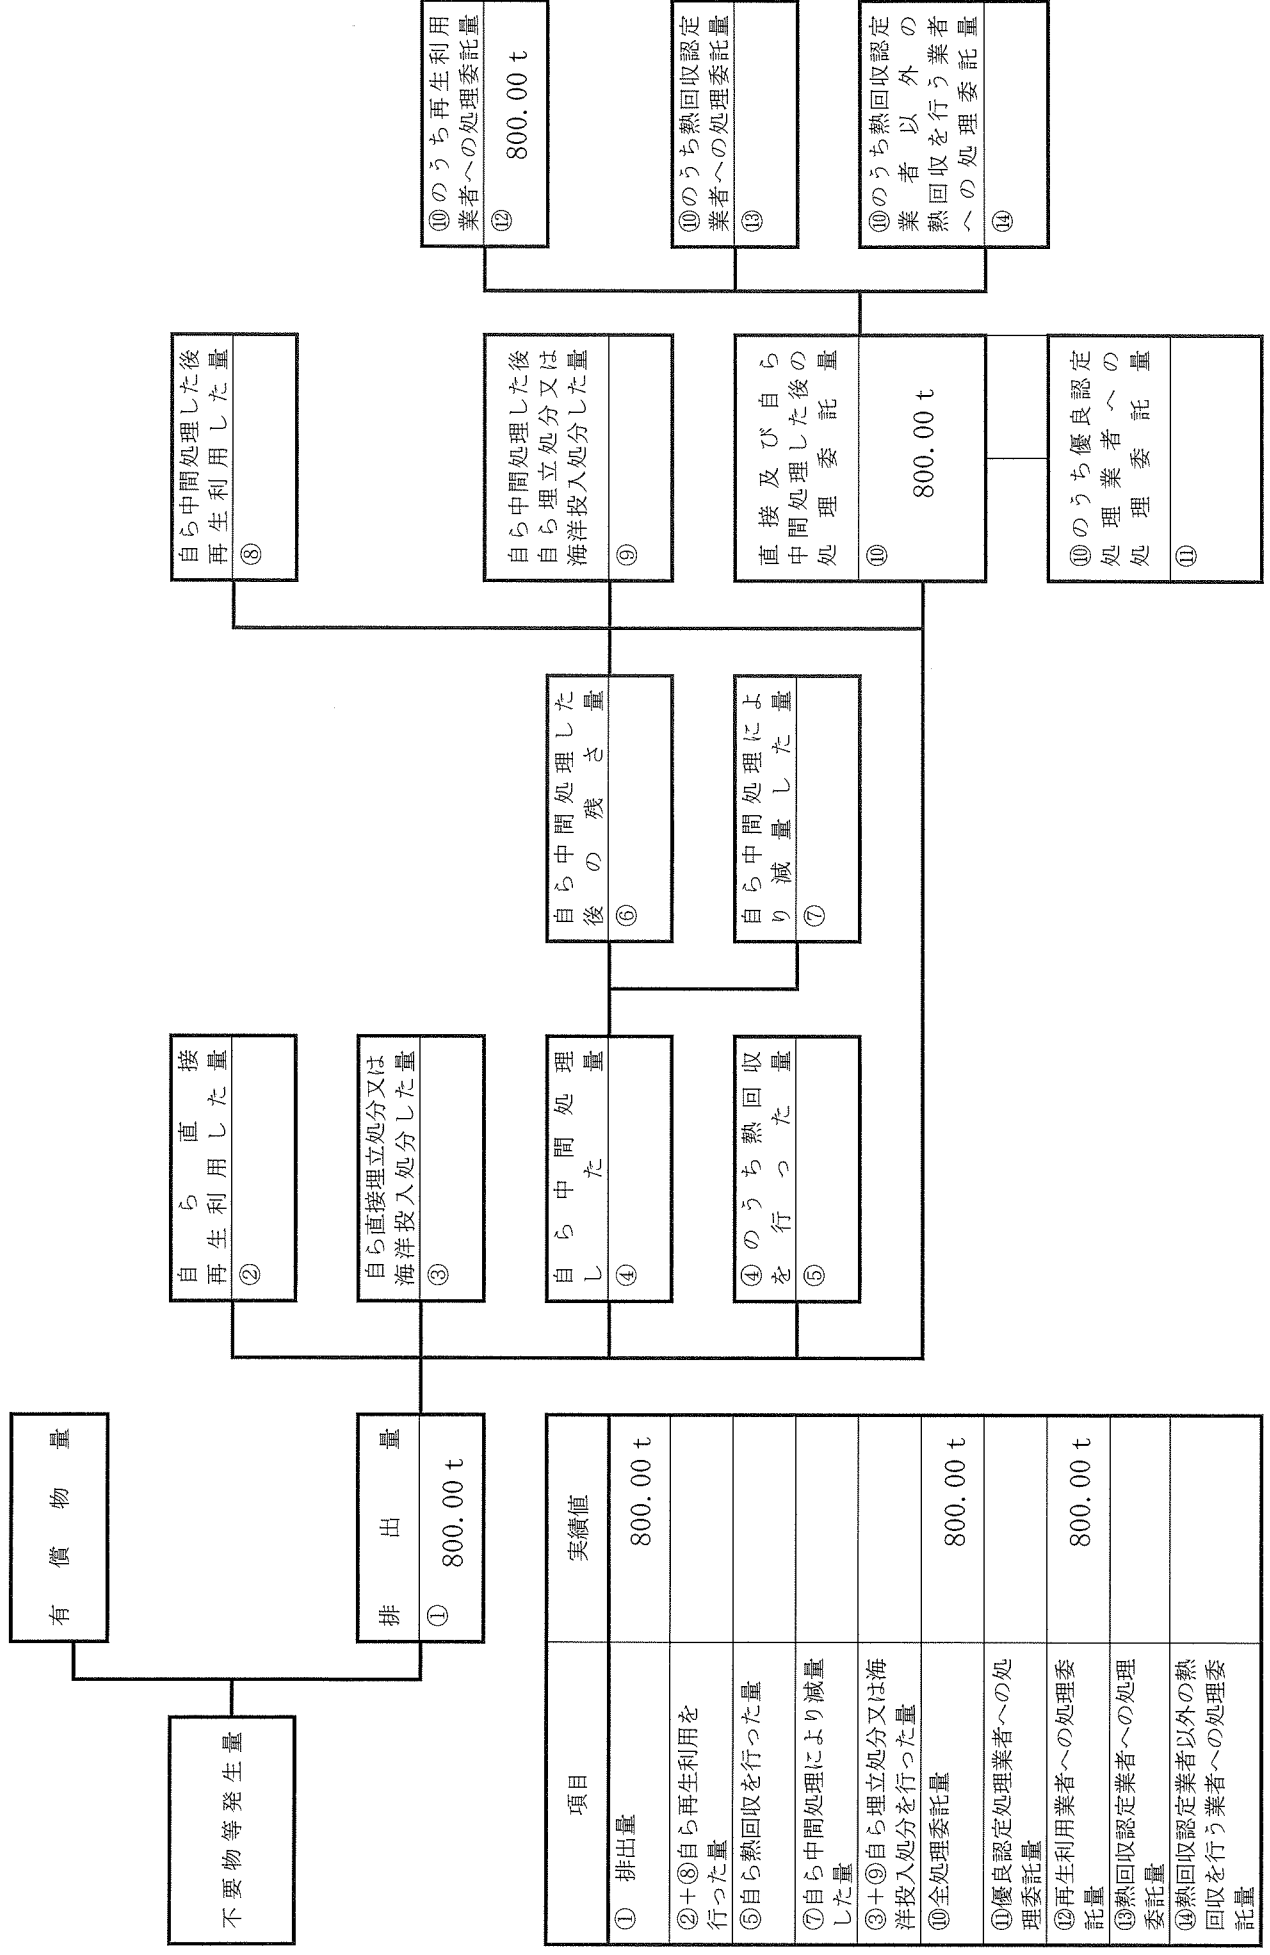 不要物等発生量
有償物量
排出量
① 800.00 t
自ら直接
再生利用した量
②
自ら直接埋立処分又は
海洋投入処分した量
③
自ら中間処理
した量
④
④のうち熱回収
を行った量
⑤
自ら中間処理した
後の残さ量
⑥
自ら中間処理によ
り減量した量
⑦
自ら中間処理した後
再生利用した量
⑧
自ら中間処理した後
自ら埋立処分又は
海洋投入処分した量
⑨
直接及び自ら
中間処理した後の
処理委託量
⑩
800.00 t
⑩のうち優良認定
処理業者への
処理委託量
⑪
⑩のうち再生利用
業者への処理委託量
⑫
800.00 t
⑩のうち熱回収認定
業者への処理委託量
⑬
⑩のうち熱回収認定
業者以外の
熱回収を行う業者
への処理委託量
⑭
項目 実績値
① 排出量 800.00 t
②+⑧自ら再生利用を
行った量
⑤自ら熱回収を行った量
⑦自ら中間処理により減量
した量
③+⑨自ら埋立処分又は海
洋投入処分を行った量
⑩全処理委託量 800.00 t
⑪優良認定処理業者への処
理委託量
⑫再生利用業者への処理委
託量 800.00 t
⑬熱回収認定業者への処理
委託量
⑭熱回収認定業者以外の熱
回収を行う業者への処理委
託量